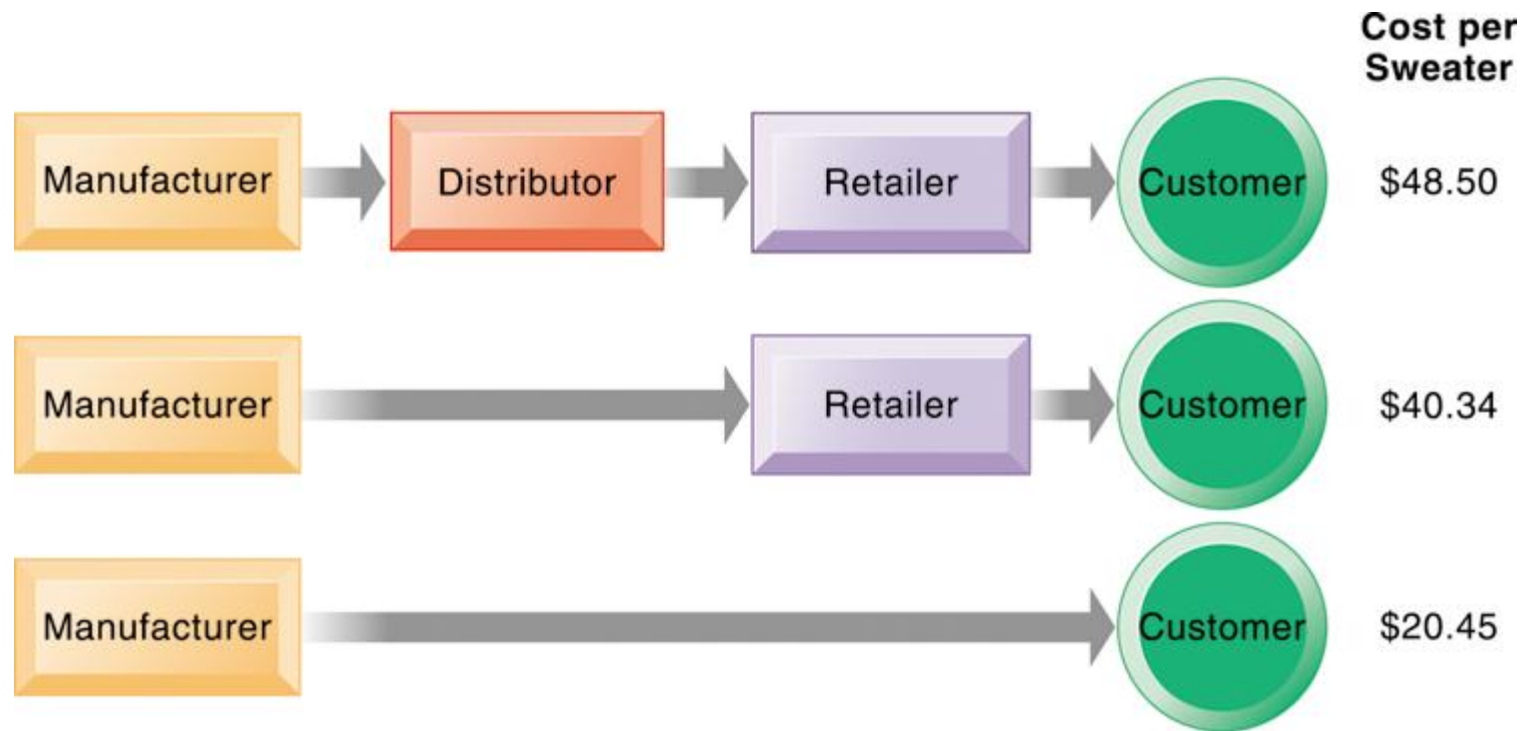 Cost per
Sweater
Manufacturer Distributor Retailer Customer $48.50
Manufacturer Retailer Customer $40.34
Manufacturer Customer $20.45